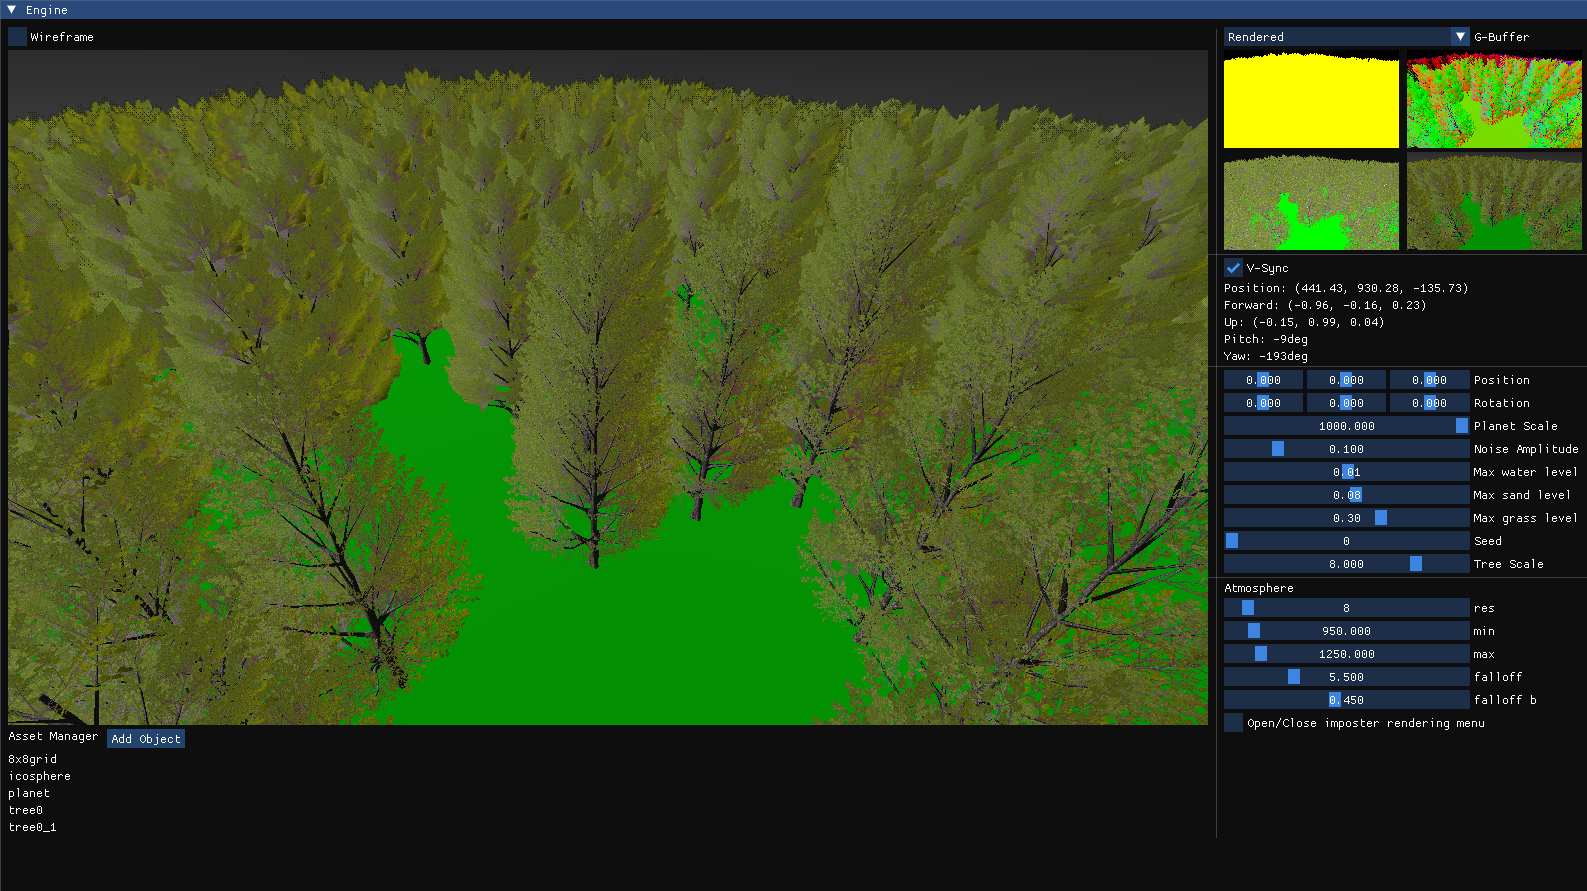 Engine
Wireframe
Rendered G-Buffer
V-Sync
Position: (441.43, 930.28, -135.73)
Forward: (-0.96, -0.16, 0.23)
Up: (-0.15, 0.99, 0.04)
Pitch: -9deg
Yaw: -193deg
0.000 0.000 0.000 Position
0.000 0.000 0.000 Rotation
1000.000 Planet Scale
0.100 Noise Amplitude
0.01 Max water level
0.08 Max sand level
0.30 Max grass level
0 Seed
8.000 Tree Scale
Atmosphere
8 res
950.000 min
1250.000 max
5.500 falloff
0.450 falloff b
Open/Close imposter rendering menu
Asset Manager Add Object
8x8grid
icosphere
planet
tree0
tree0_1